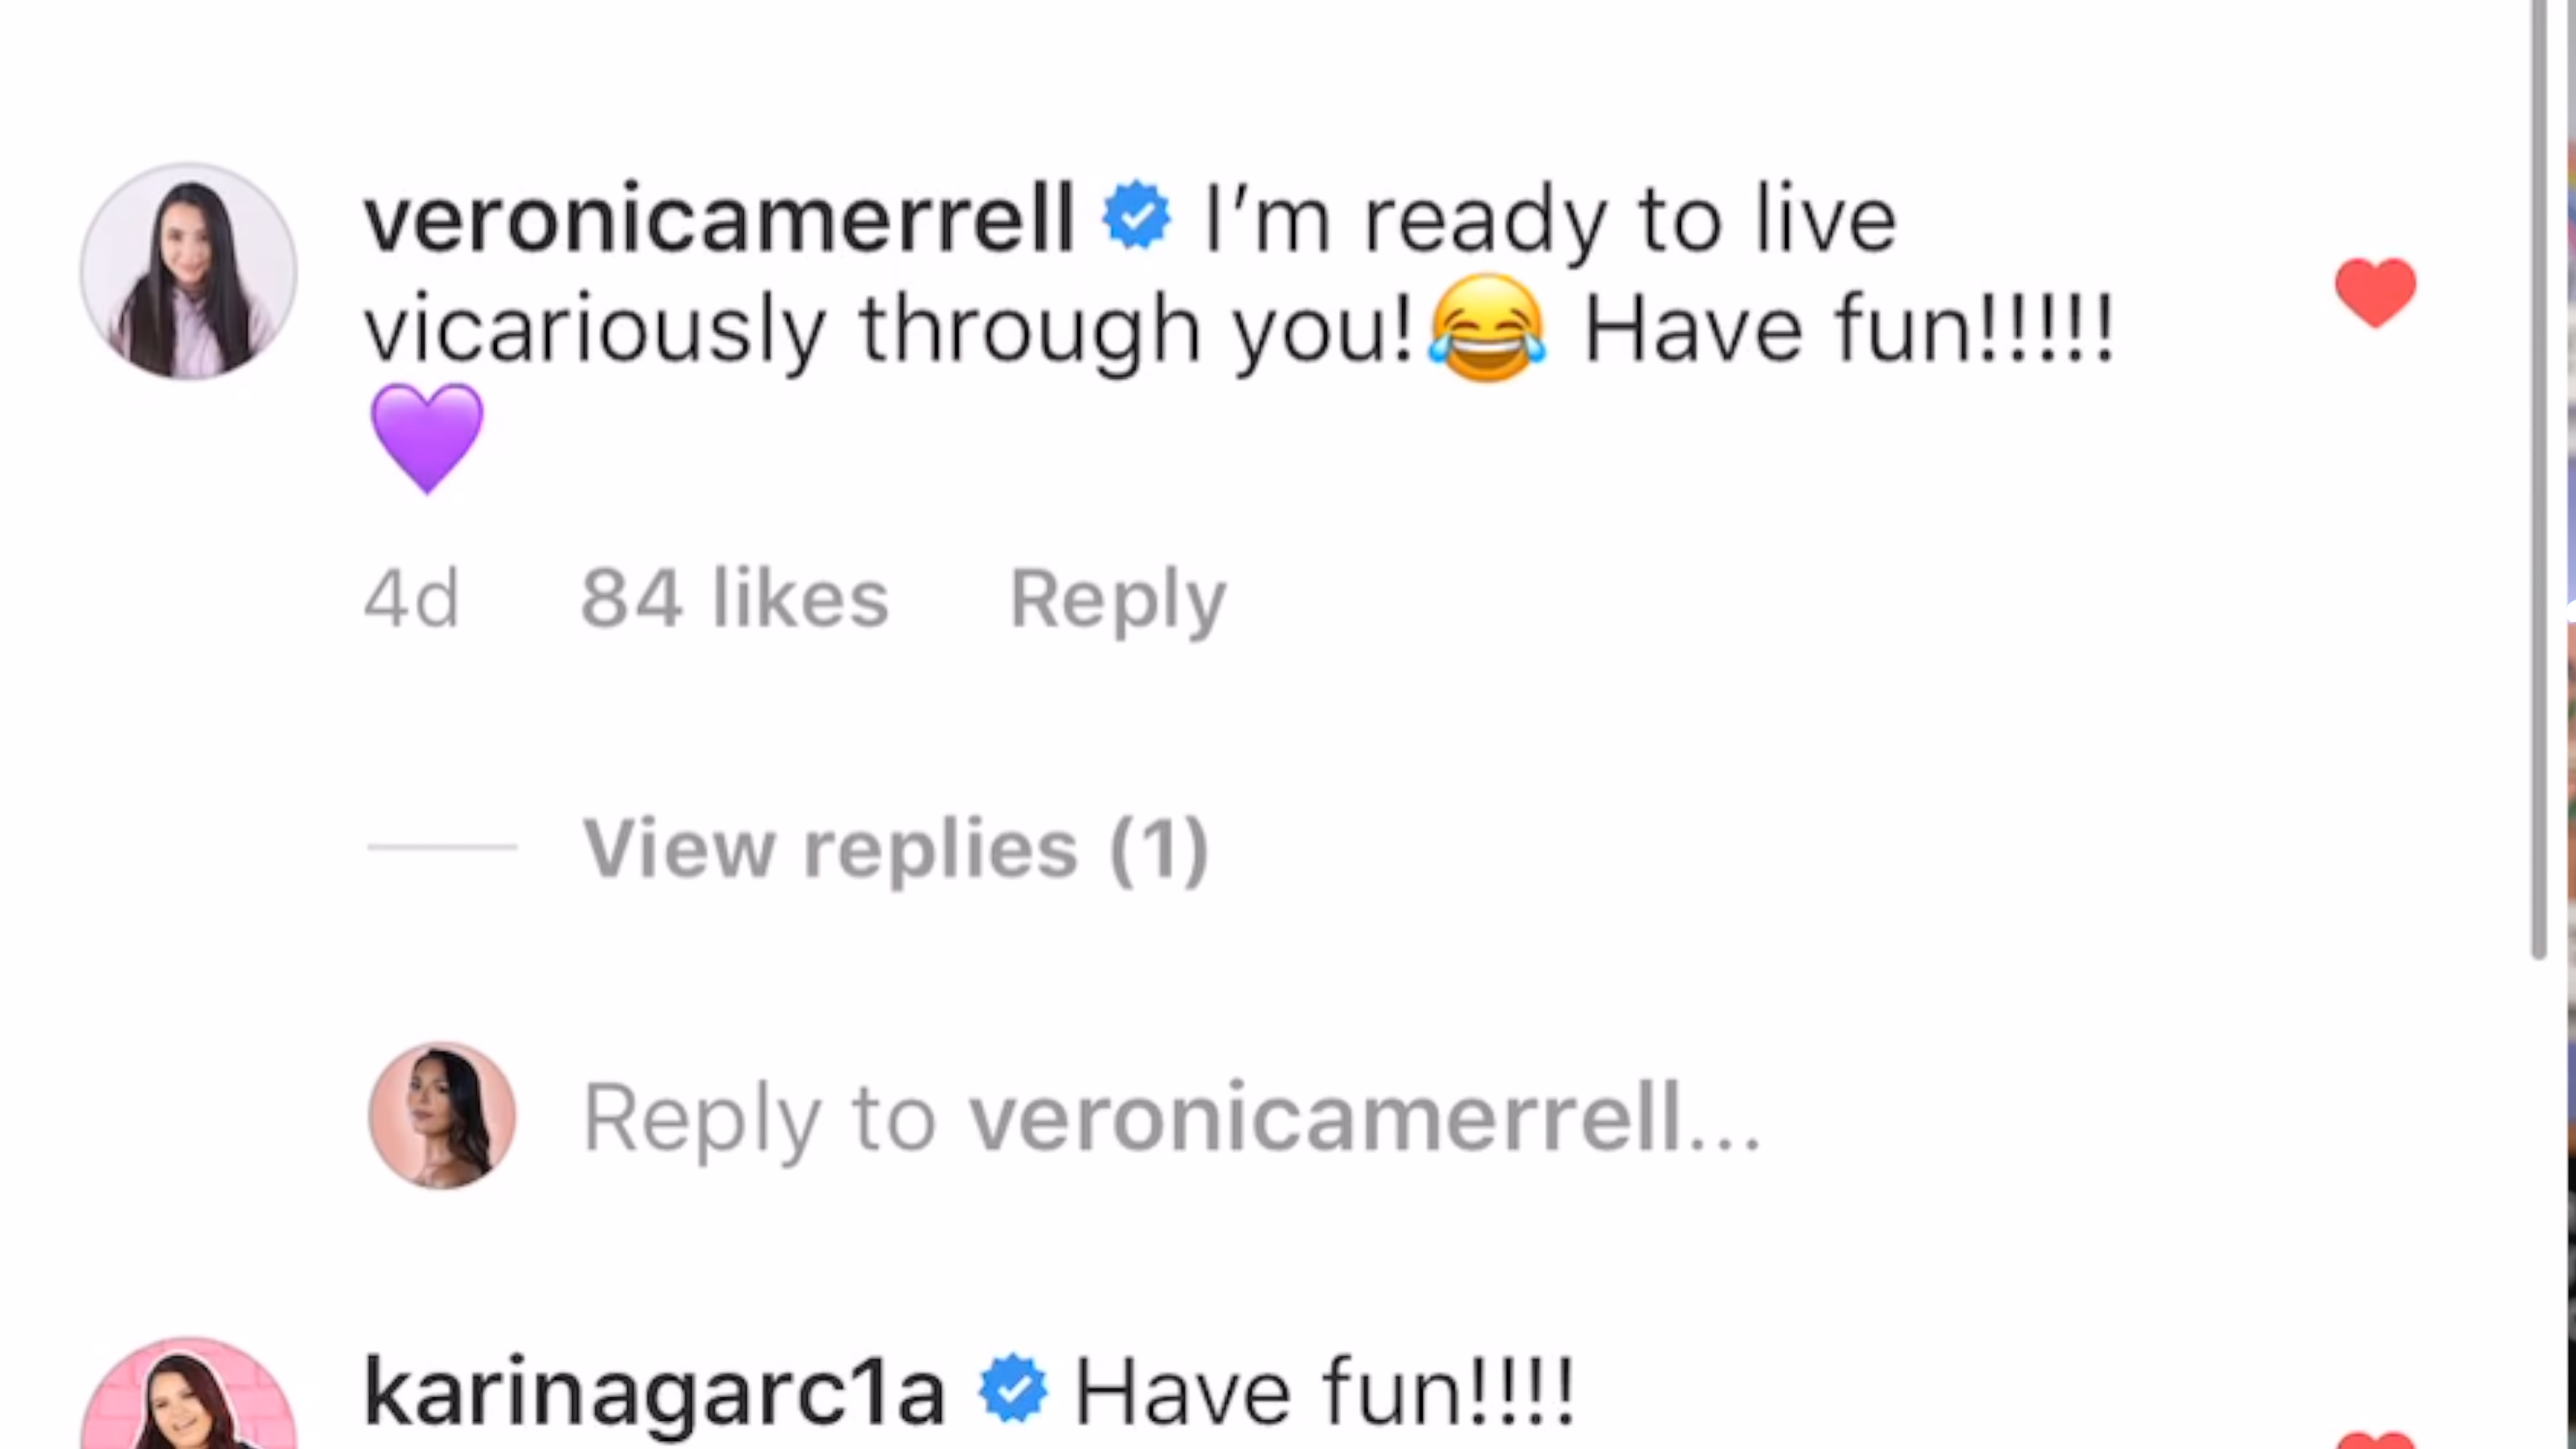 veronicamerrell I’m ready to live
vicariously through you!😂 Have fun!!!!!
💜
4d 84 likes Reply
View replies (1)
Reply to veronicamerrell...
karinagarc1a Have fun!!!!